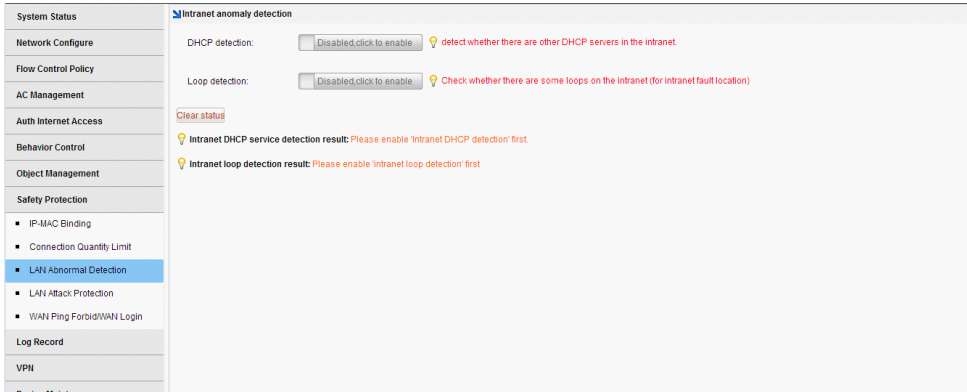 System Status
Network Configure
Flow Control Policy
AC Management
Auth Internet Access
Behavior Control
Object Management
Safety Protection
IP-MAC Binding
Connection Quantity Limit
LAN Abnormal Detection
LAN Attack Protection
WAN Ping Forbid/WAN Login
Log Record
VPN
Intranet anomaly detection
DHCP detection: Disabled,click to enable detect whether there are other DHCP servers in the intranet.
Loop detection: Disabled,click to enable Check whether there are some loops on the intranet (for intranet fault location)
Clear status
Intranet DHCP service detection result: Please enable 'Intranet DHCP detection' first.
Intranet loop detection result: Please enable 'intranet loop detection' first